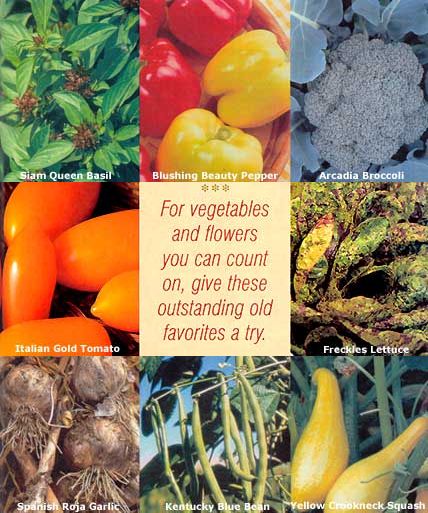 Siam Queen Basil
Blushing Beauty Pepper
Arcadia Broccoli
For vegetables
and flowers
you can count
on, give these
outstanding old
favorites a try.
Italian Gold Tomato
Freckles Lettuce
Spanish Roja Garlic
Kentucky Blue Bean
Yellow Crookneck Squash